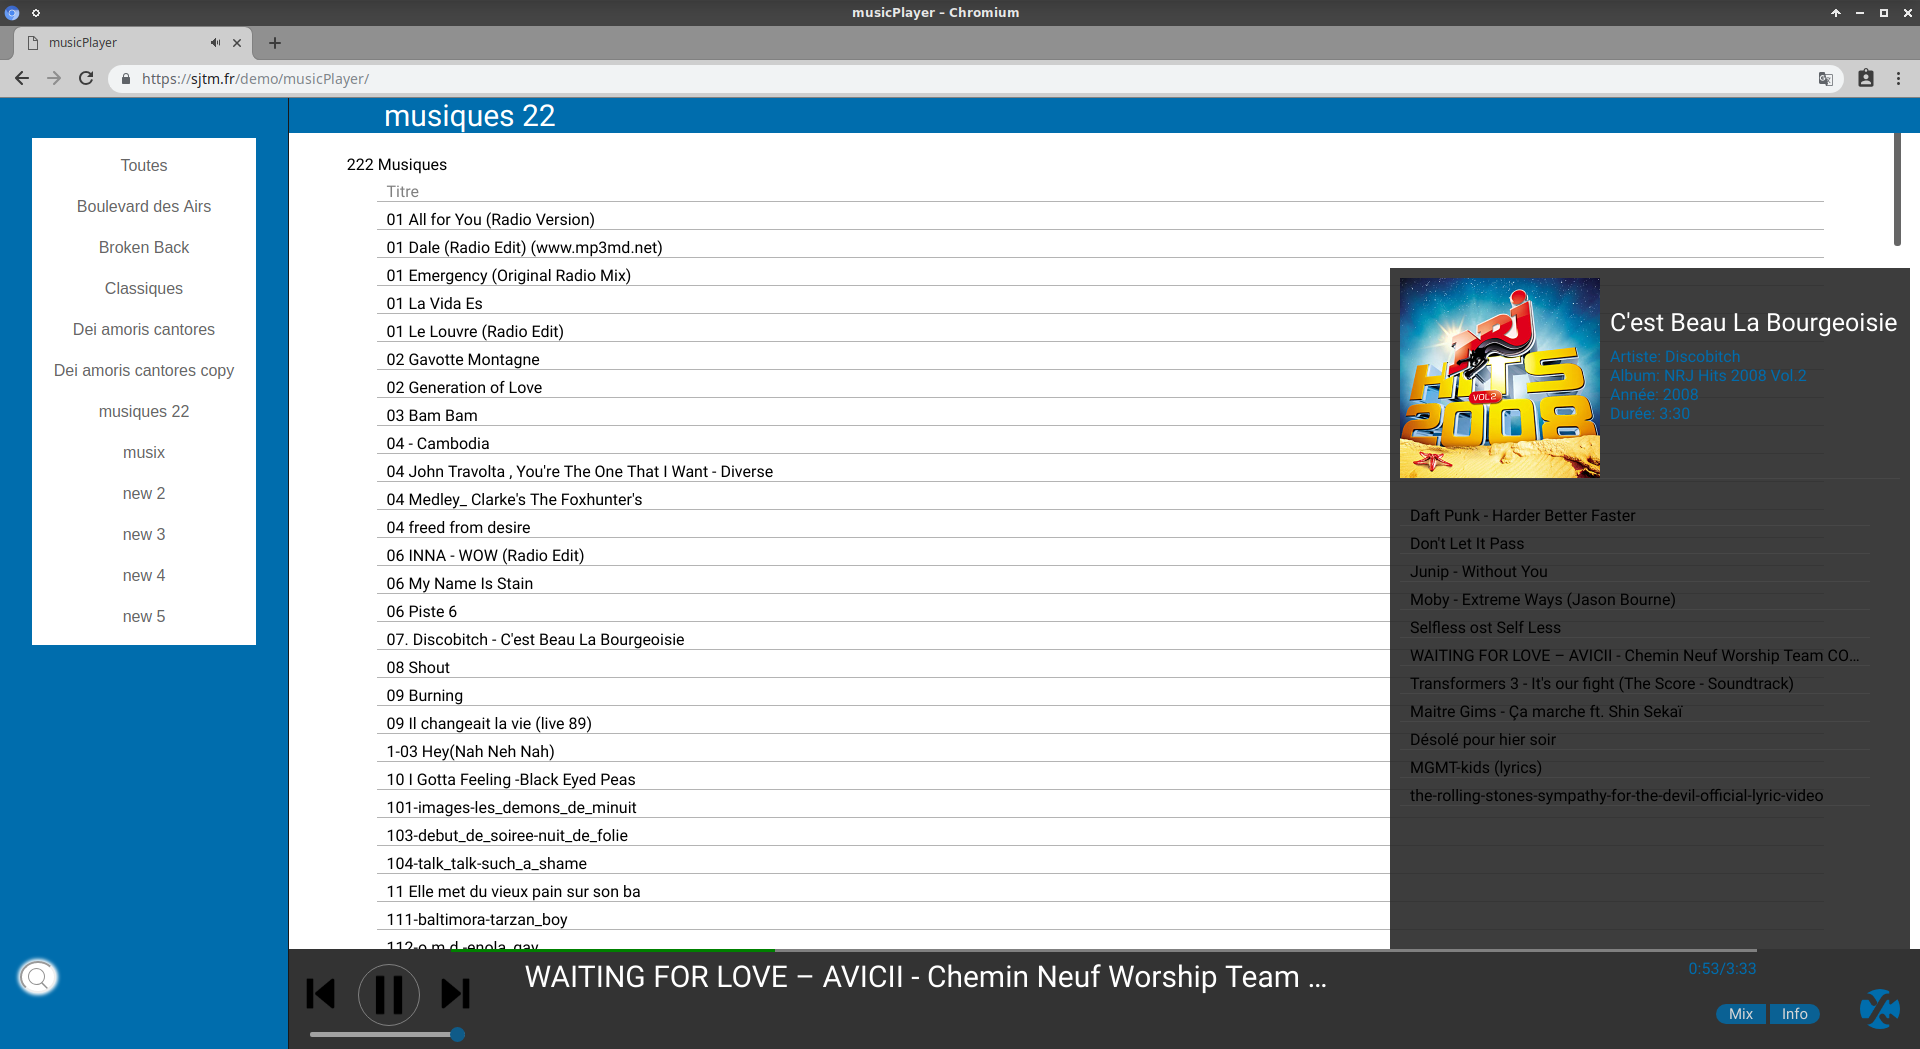 musicPlayer – Chromium
musicPlayer
https://sjtm.fr/demo/musicPlayer/
Toutes
Boulevard des Airs
Broken Back
Classiques
Dei amoris cantores
Dei amoris cantores copy
musiques 22
musix
new 2
new 3
new 4
new 5
musiques 22
222 Musiques
Titre
01 All for You (Radio Version)
01 Dale (Radio Edit) (www.mp3md.net)
01 Emergency (Original Radio Mix)
01 La Vida Es
01 Le Louvre (Radio Edit)
02 Gavotte Montagne
02 Generation of Love
03 Bam Bam
04 - Cambodia
04 John Travolta , You're The One That I Want - Diverse
04 Medley_ Clarke's The Foxhunter's
04 freed from desire
06 INNA - WOW (Radio Edit)
06 My Name Is Stain
06 Piste 6
07. Discobitch - C'est Beau La Bourgeoisie
08 Shout
09 Burning
09 Il changeait la vie (live 89)
1-03 Hey(Nah Neh Nah)
10 I Gotta Feeling -Black Eyed Peas
101-images-les_demons_de_minuit
103-debut_de_soiree-nuit_de_folie
104-talk_talk-such_a_shame
11 Elle met du vieux pain sur son ba
111-baltimora-tarzan_boy
112-o.m.d.-enola_gay
NRJ
HITS
VOL2
2008
C'est Beau La Bourgeoisie
Artiste: Discobitch
Album: NRJ Hits 2008 Vol.2
Année: 2008
Durée: 3:30
Daft Punk - Harder Better Faster
Don't Let It Pass
Junip - Without You
Moby - Extreme Ways (Jason Bourne)
Selfless ost Self Less
WAITING FOR LOVE – AVICII - Chemin Neuf Worship Team CO...
Transformers 3 - It's our fight (The Score - Soundtrack)
Maitre Gims - Ça marche ft. Shin Sekaï
Désolé pour hier soir
MGMT-kids (lyrics)
the-rolling-stones-sympathy-for-the-devil-official-lyric-video
WAITING FOR LOVE – AVICII - Chemin Neuf Worship Team ...
0:53/3:33
Mix
Info